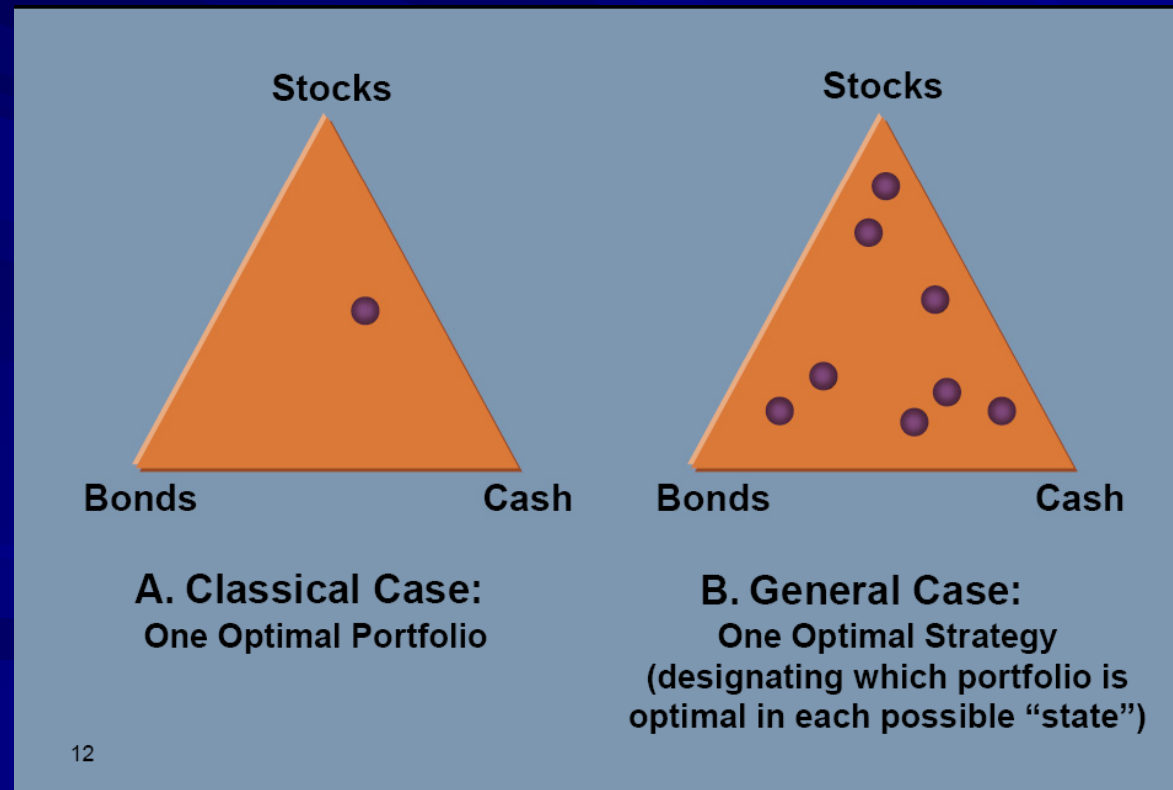 Stocks
Bonds
Cash
A. Classical Case:
One Optimal Portfolio
Stocks
Bonds
Cash
B. General Case:
One Optimal Strategy
(designating which portfolio is
optimal in each possible “state”)
12